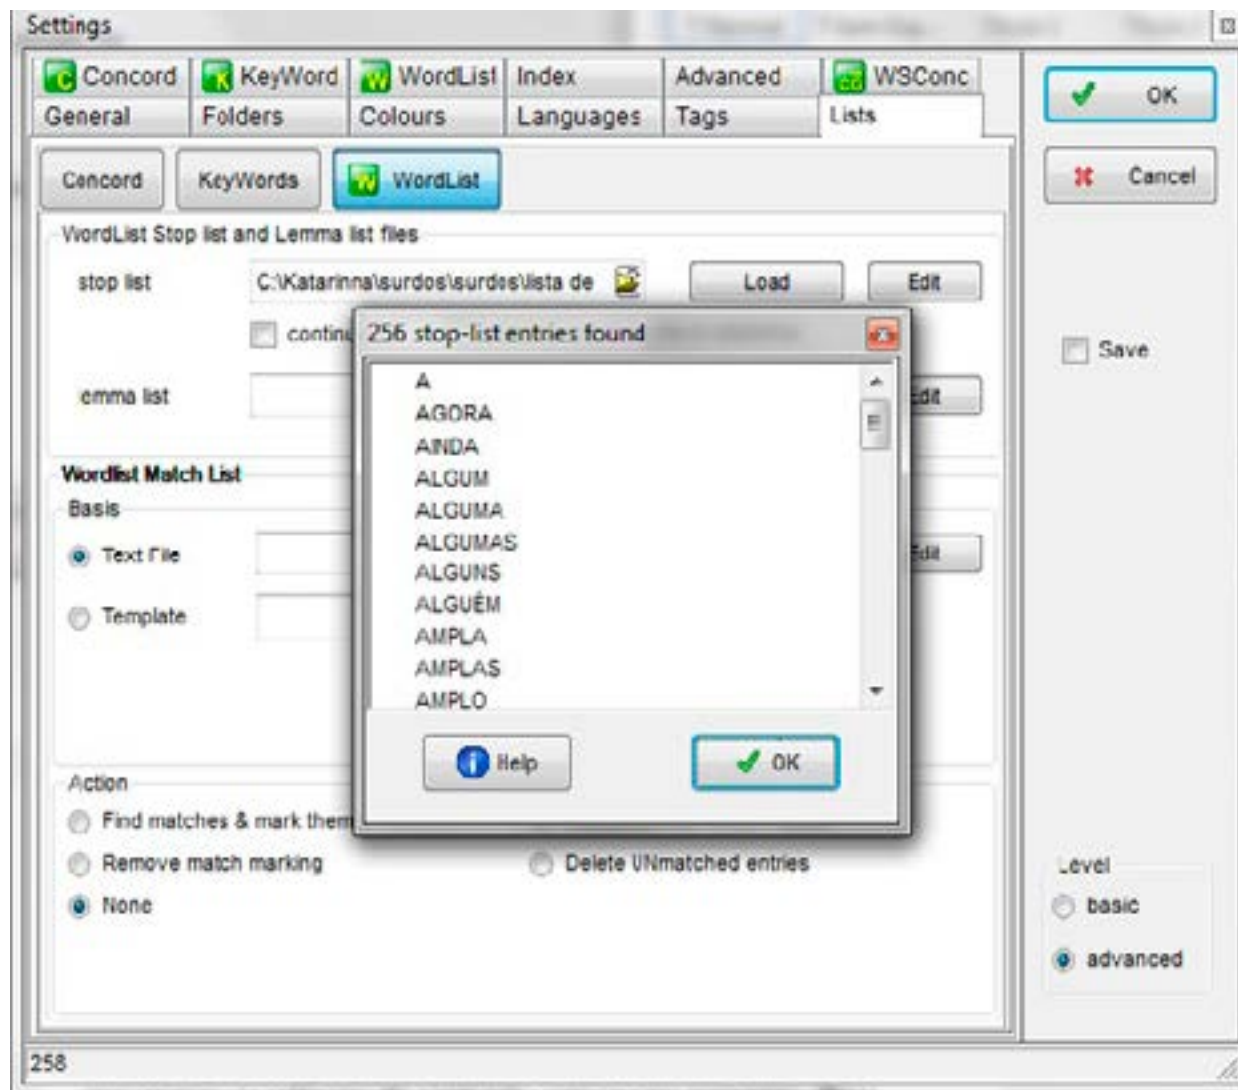 Settings
Concord KeyWord WordList Index Advanced WSConc
General Folders Colours Languages Tags Lists
OK
Cancel
Concord KeyWords WordList
WordList Stop list and Lemma list files
stop list C:\Katarinna\surdos\surdos\lista de Load Edit
continu
256 stop-list entries found
Save
lemma list Edit
A
AGORA
AINDA
ALGUM
ALGUMA
ALGUMAS
ALGUNS
ALGUÉM
AMPLA
AMPLAS
AMPLO
Wordlist Match List
Basis
Text File Edit
Template
Help OK
Action
Find matches & mark them
Remove match marking Delete UNmatched entries
None
Level
basic
advanced
258